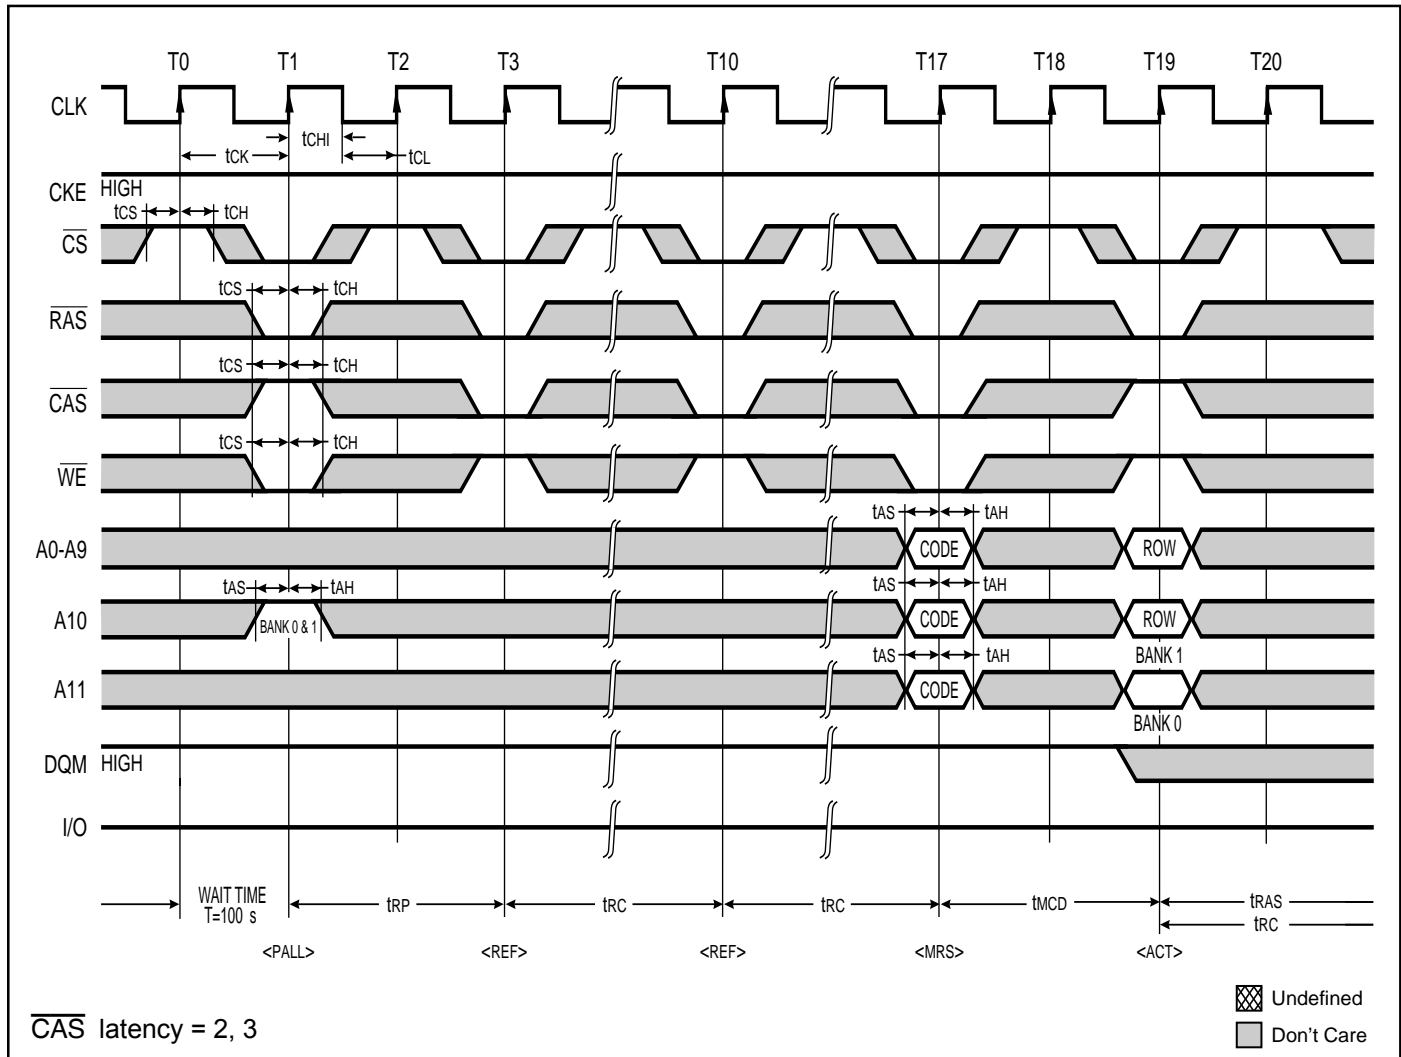 T0 T1 T2 T3 T10 T17 T18 T19 T20
CLK
tCHI
tCK tCL
CKE HIGH
tCS tCH
CS
tCS tCH
RAS
tCS tCH
CAS
tCS tCH
WE
tAS tAH
A0-A9 CODE ROW
tAS tAH tAS tAH
A10 BANK 0 & 1 CODE ROW
tAS tAH BANK 1
A11 CODE
BANK 0
DQM HIGH
I/O
WAIT TIME
T=100 s
tRP tRC tRC tMCD tRAS
tRC
<PALL> <REF> <REF> <MRS> <ACT>
Undefined
CAS latency = 2, 3
Don't Care